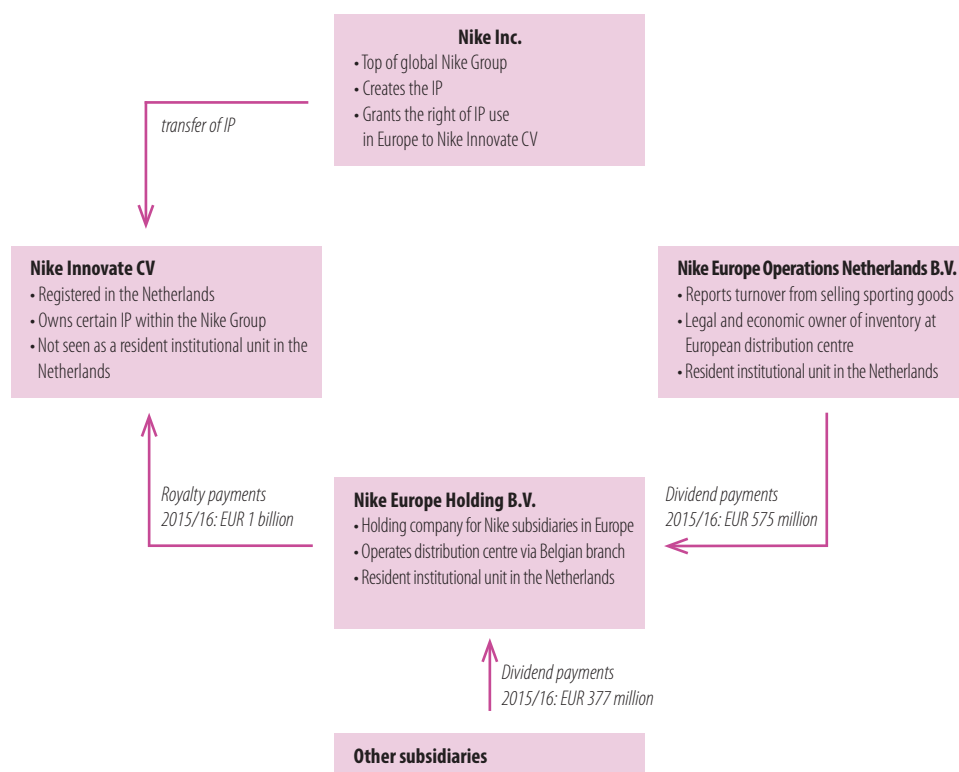 Nike Inc.
• Top of global Nike Group
• Creates the IP
• Grants the right of IP use
in Europe to Nike Innovate CV
transfer of IP
Nike Innovate CV
• Registered in the Netherlands
• Owns certain IP within the Nike Group
• Not seen as a resident institutional unit in the
Netherlands
Nike Europe Operations Netherlands B.V.
• Reports turnover from selling sporting goods
• Legal and economic owner of inventory at
European distribution centre
• Resident institutional unit in the Netherlands
Royalty payments
2015/16: EUR 1 billion
Nike Europe Holding B.V.
• Holding company for Nike subsidiaries in Europe
• Operates distribution centre via Belgian branch
• Resident institutional unit in the Netherlands
Dividend payments
2015/16: EUR 575 million
Dividend payments
2015/16: EUR 377 million
Other subsidiaries